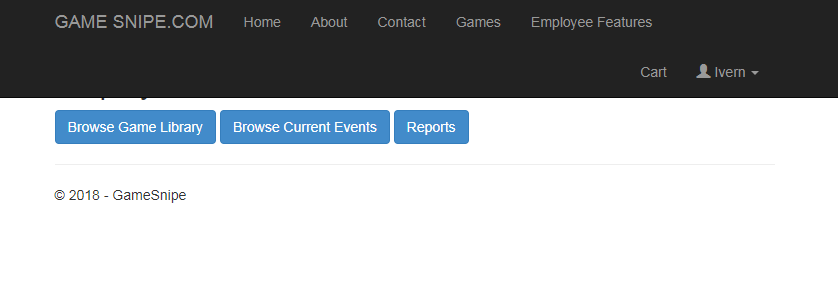 GAME SNIPE.COM Home About Contact Games Employee Features
Cart Ivern
Browse Game Library Browse Current Events Reports
© 2018 - GameSnipe